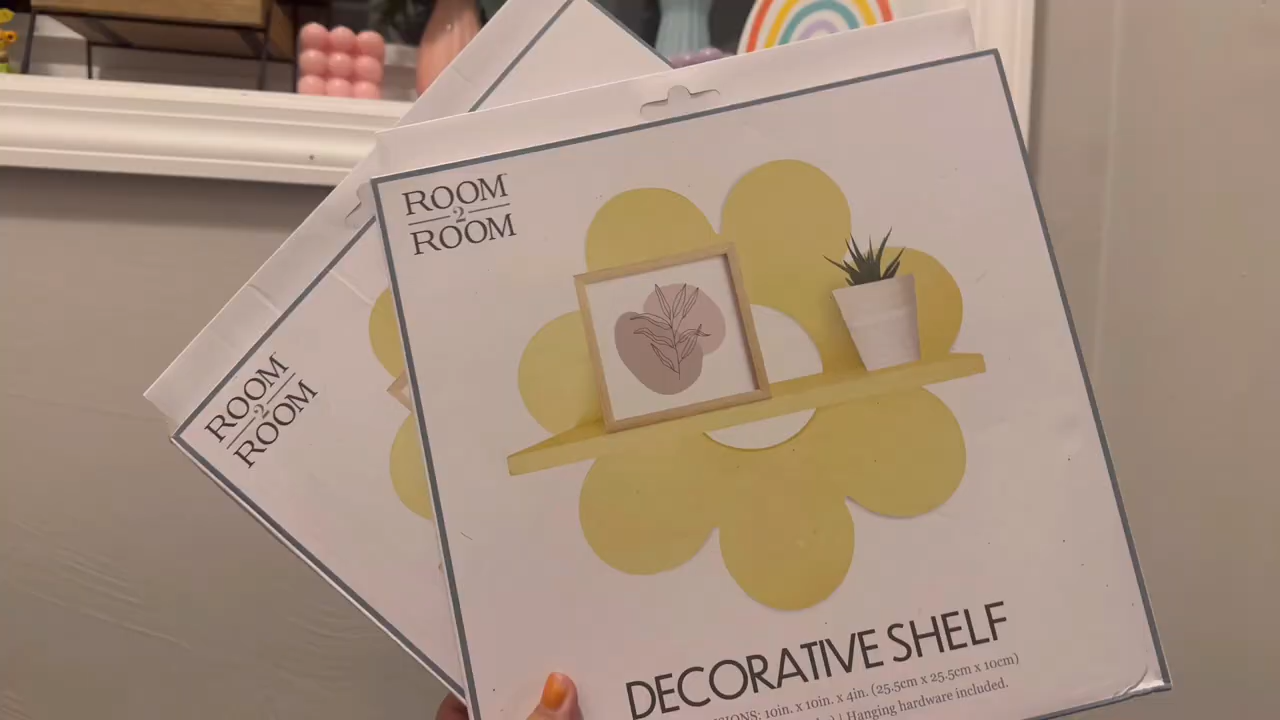 ROOM
2
ROOM
ROOM
2
ROOM
DECORATIVE SHELF
10in. x 10in. x 4in. (25.5cm x 25.5cm x 10cm)
| Hanging hardware included.